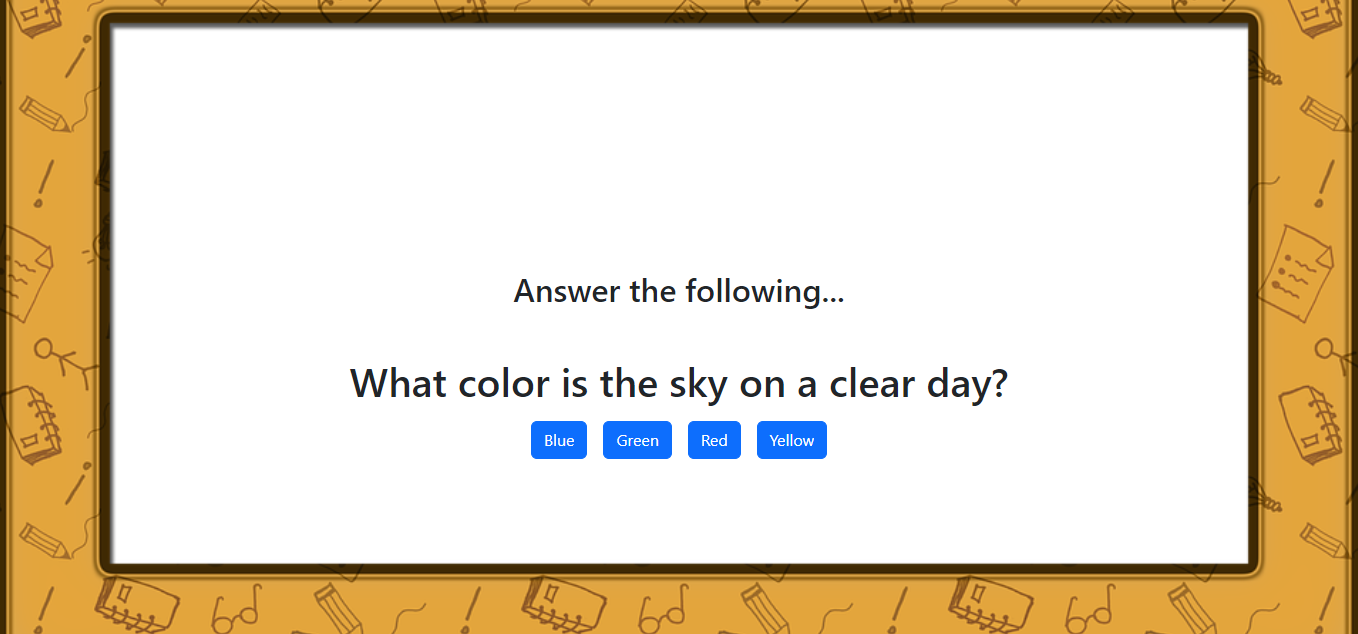 Answer the following...
What color is the sky on a clear day?
Blue Green Red Yellow